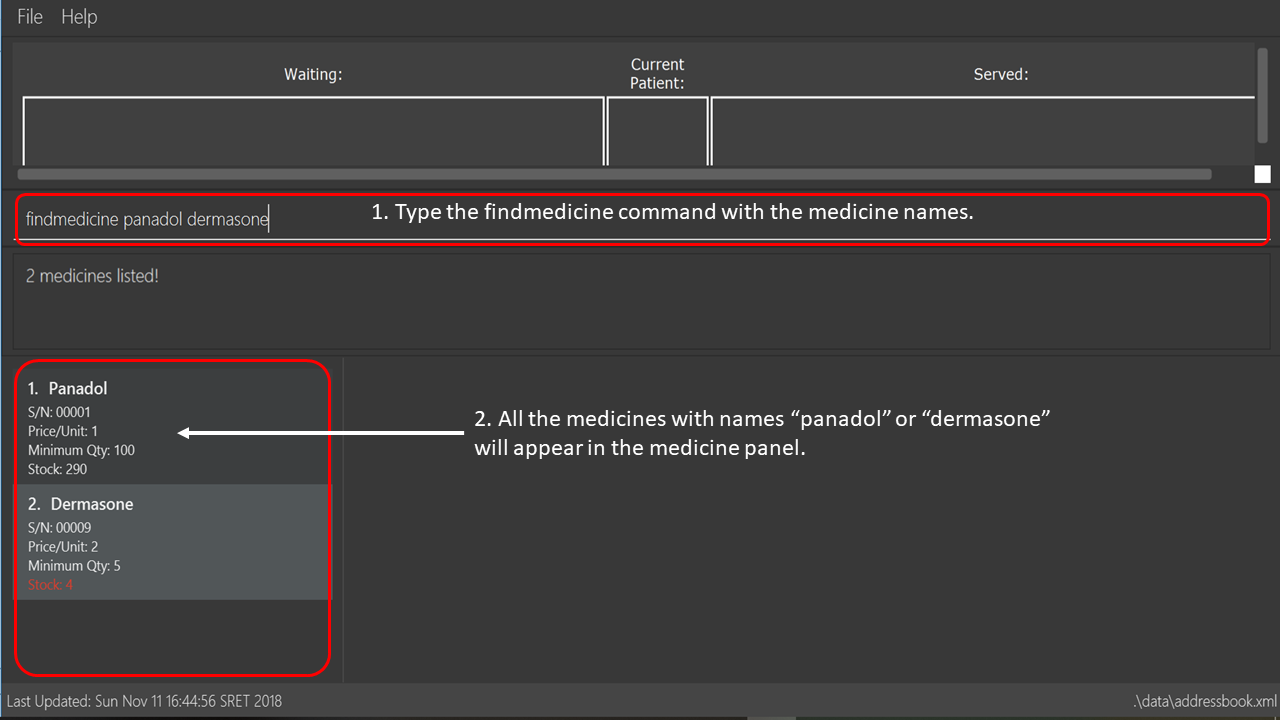 File Help
Waiting:
Current
Patient:
Served:
findmedicine panadol dermasone
1. Type the findmedicine command with the medicine names.
2 medicines listed!
1. Panadol
S/N: 00001
Price/Unit: 1
Minimum Qty: 100
Stock: 290
2. Dermasone
S/N: 00009
Price/Unit: 2
Minimum Qty: 5
Stock: 4
2. All the medicines with names “panadol” or “dermasone”
will appear in the medicine panel.
Last Updated: Sun Nov 11 16:44:56 SRET 2018
.\data\addressbook.xml